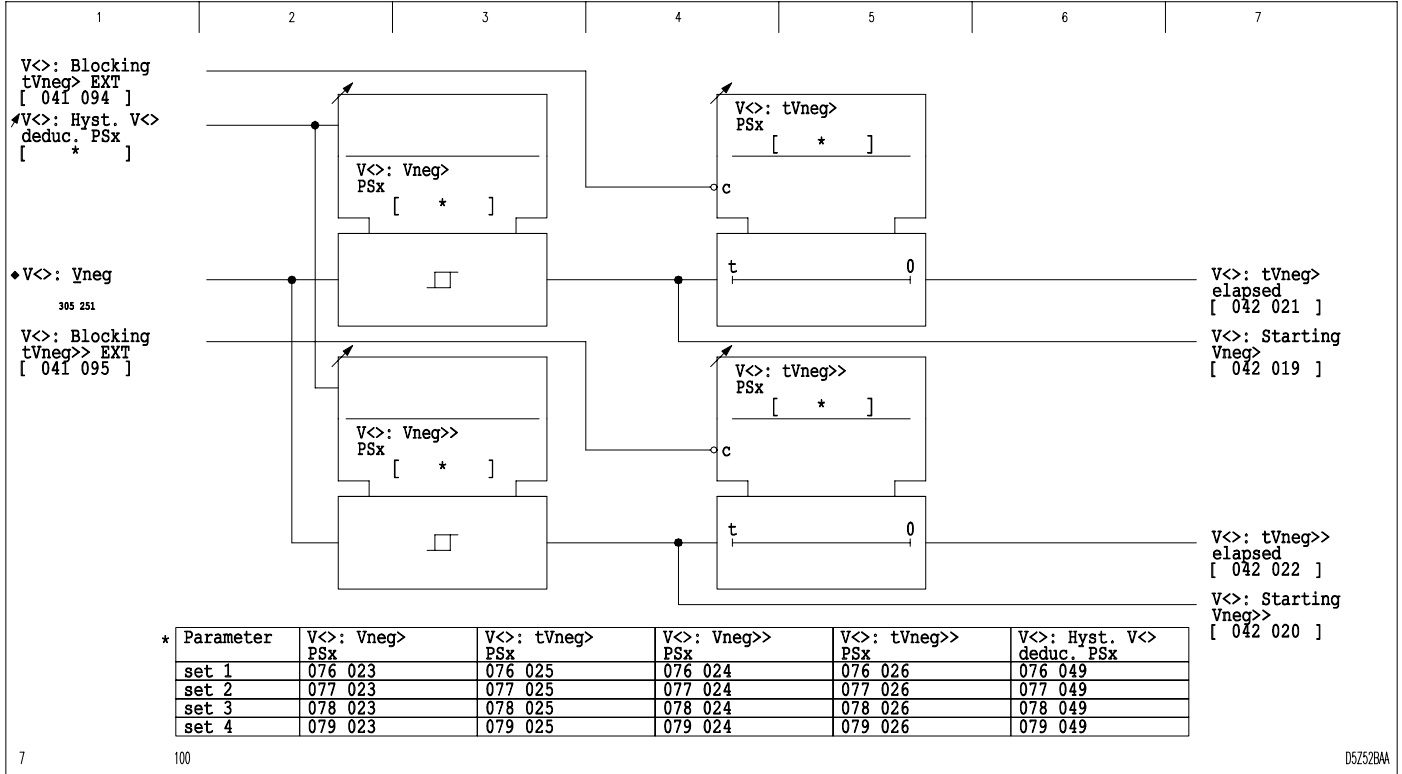 1 2 3 4 5 6 7
V<>: Blocking
tVneg> EXT
[ 041 094 ]
V<>: Hyst. V<>
deduc. PSx
[ * ]
V<>: Vneg>
PSx
[ * ]
V<>: tVneg>
PSx
[ * ]
c
V<>: Vneg
305 251
t 0
V<>: tVneg>
elapsed
[ 042 021 ]
V<>: Blocking
tVneg>> EXT
[ 041 095 ]
V<>: Starting
Vneg>
[ 042 019 ]
V<>: Vneg>>
PSx
[ * ]
V<>: tVneg>>
PSx
[ * ]
c
t 0
V<>: tVneg>>
elapsed
[ 042 022 ]
V<>: Starting
Vneg>>
[ 042 020 ]
* Parameter V<>: Vneg> PSx V<>: tVneg> PSx V<>: Vneg>> PSx V<>: tVneg>> PSx V<>: Hyst. V<> deduc. PSx
set 1 076 023 076 025 076 024 076 026 076 049
set 2 077 023 077 025 077 024 077 026 077 049
set 3 078 023 078 025 078 024 078 026 078 049
set 4 079 023 079 025 079 024 079 026 079 049
7 100 D5Z52BAA